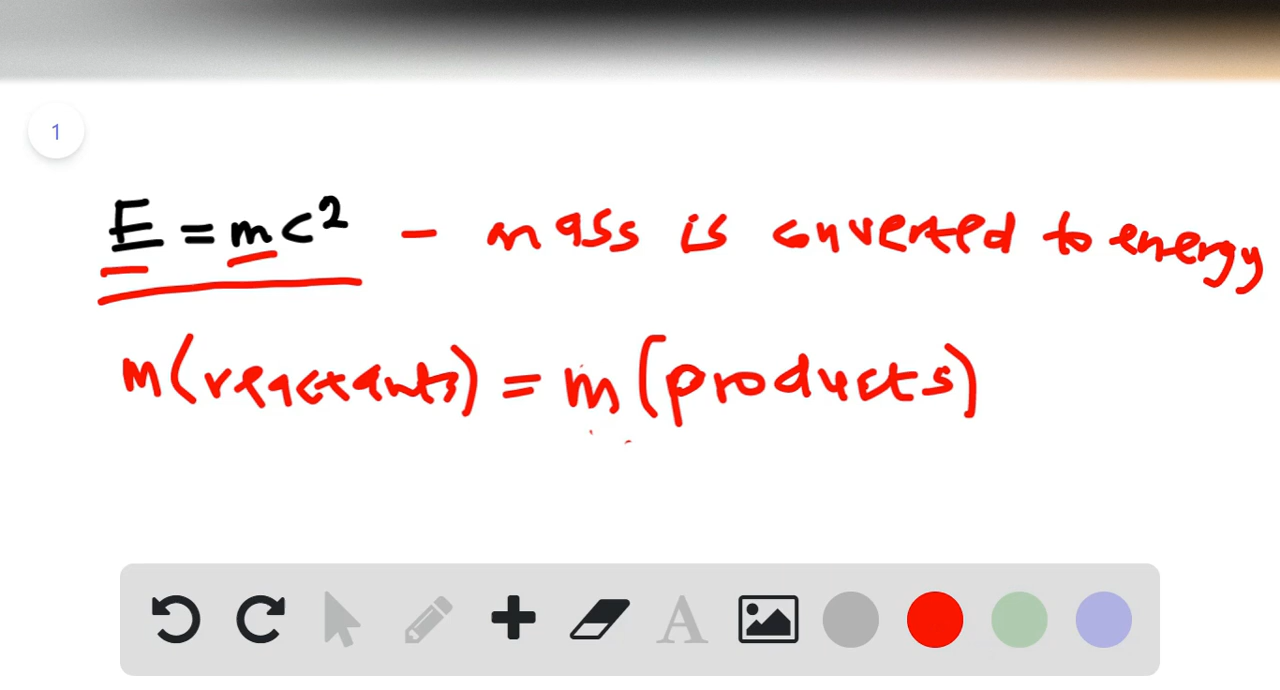 1
E = mc² – mass is converted to energy
m(reactants) = m(products)
A